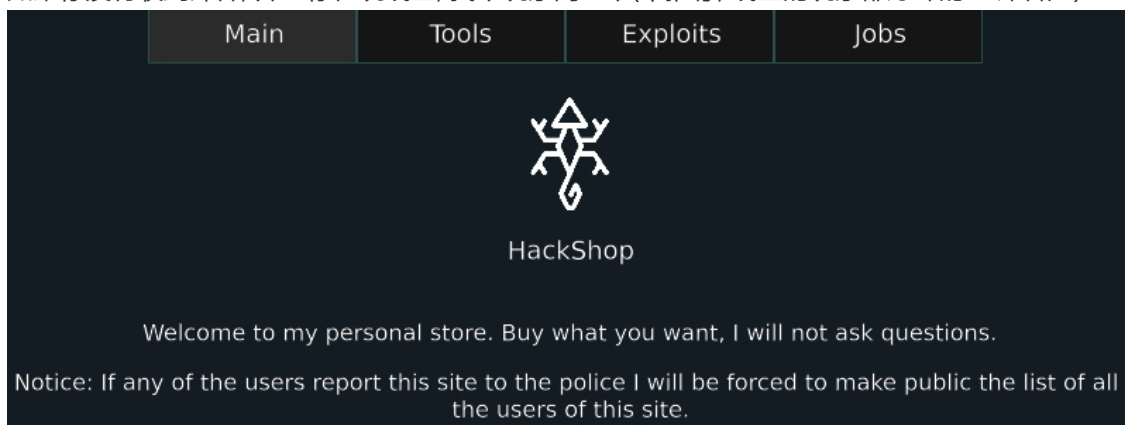 Main
Tools
Exploits
Jobs
HackShop
Welcome to my personal store. Buy what you want, I will not ask questions.
Notice: If any of the users report this site to the police I will be forced to make public the list of all
the users of this site.